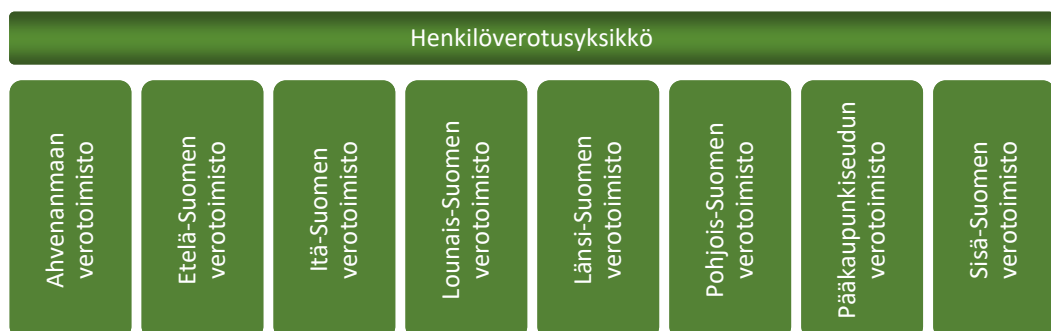 Henkilöverotusyksikkö
Ahvenanmaan
verotoimisto
Etelä-Suomen
verotoimisto
Itä-Suomen
verotoimisto
Lounais-Suomen
verotoimisto
Länsi-Suomen
verotoimisto
Pohjois-Suomen
verotoimisto
Pääkaupunkiseudun
verotoimisto
Sisä-Suomen
verotoimisto